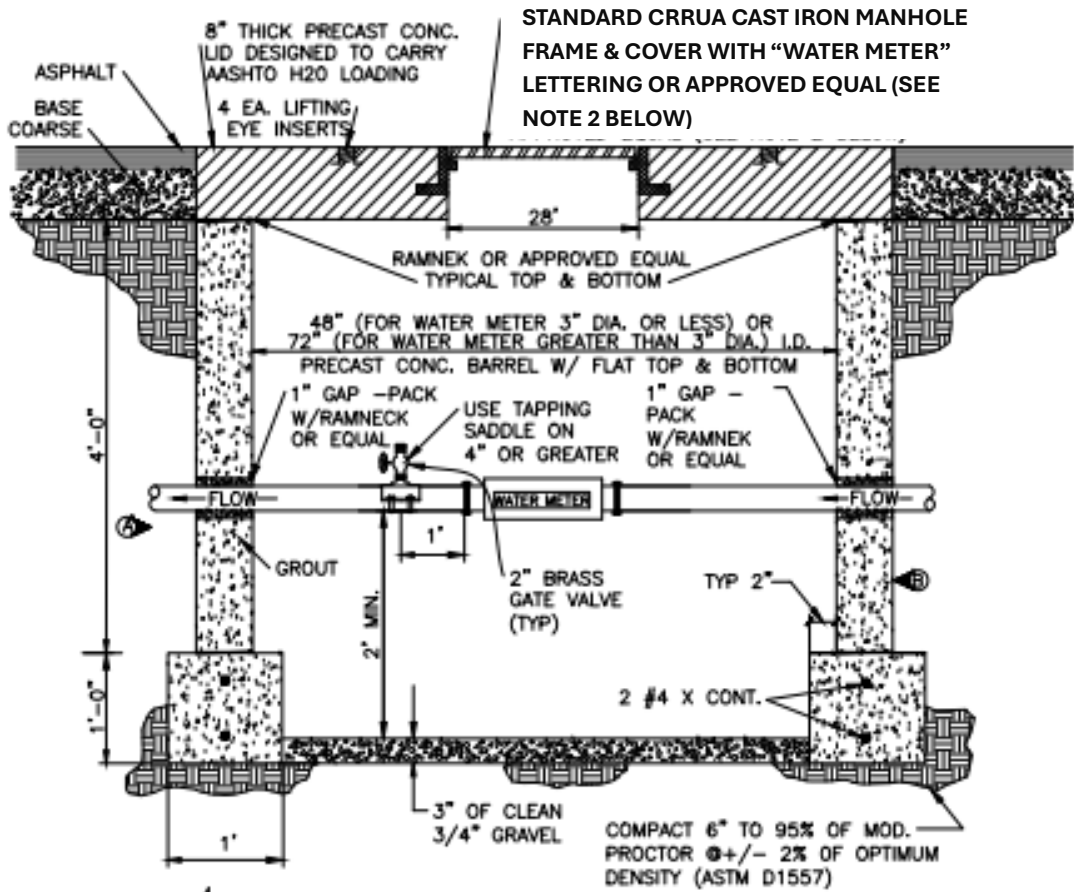 8" THICK PRECAST CONC.
LID DESIGNED TO CARRY
AASHTO H20 LOADING
STANDARD CRRUA CAST IRON MANHOLE
FRAME & COVER WITH “WATER METER”
LETTERING OR APPROVED EQUAL (SEE
NOTE 2 BELOW)
ASPHALT
BASE
COARSE
4 EA. LIFTING
EYE INSERTS
28'
RAMNEK OR APPROVED EQUAL
TYPICAL TOP & BOTTOM
48" (FOR WATER METER 3" DIA. OR LESS) OR
72" (FOR WATER METER GREATER THAN 3" DIA.) I.D.
PRECAST CONC. BARREL W/ FLAT TOP & BOTTOM
1" GAP -PACK
W/RAMNECK
OR EQUAL
USE TAPPING
SADDLE ON
4" OR GREATER
1" GAP -
PACK
W/RAMNEK
OR EQUAL
4'-0"
FLOW
WATER METER
FLOW
A
1'
GROUT
2" BRASS
GATE VALVE
(TYP)
TYP 2"
B
2' MIN.
1'-0"
2 #4 X CONT.
3" OF CLEAN
3/4" GRAVEL
1'
COMPACT 6" TO 95% OF MOD.
PROCTOR @+/- 2% OF OPTIMUM
DENSITY (ASTM D1557)